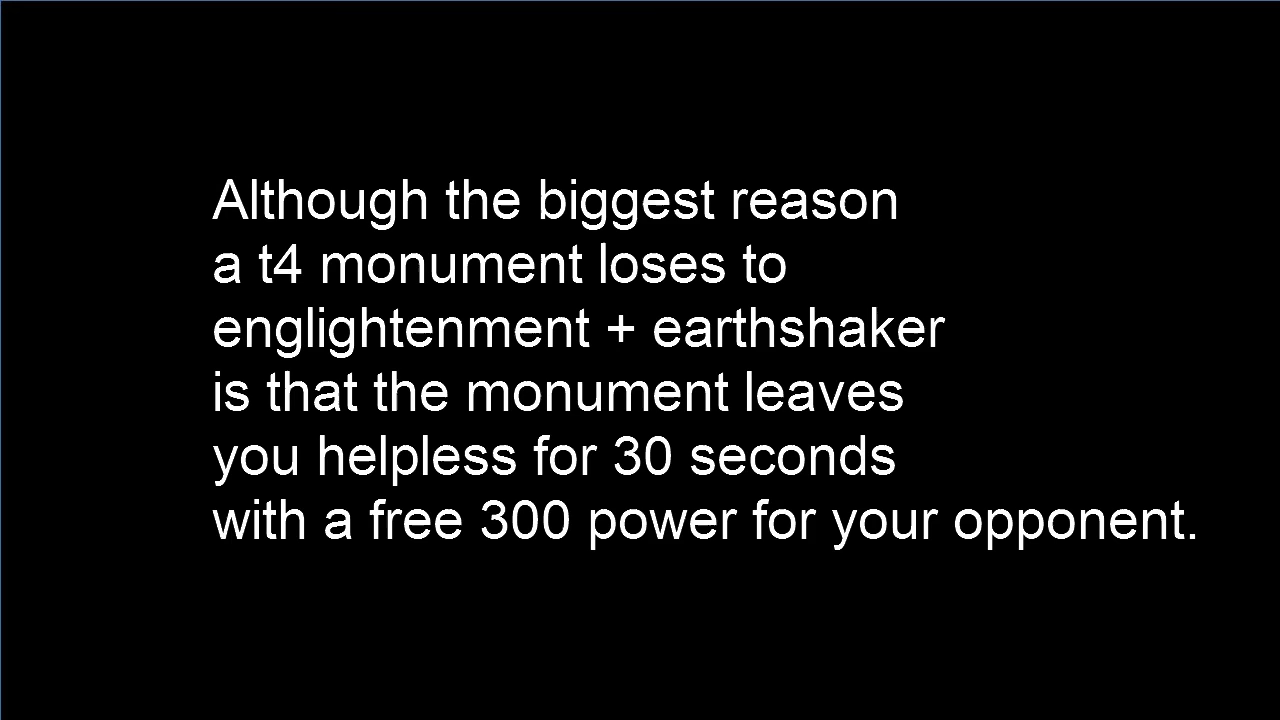 Although the biggest reason
a t4 monument loses to
englightenment + earthshaker
is that the monument leaves
you helpless for 30 seconds
with a free 300 power for your opponent.